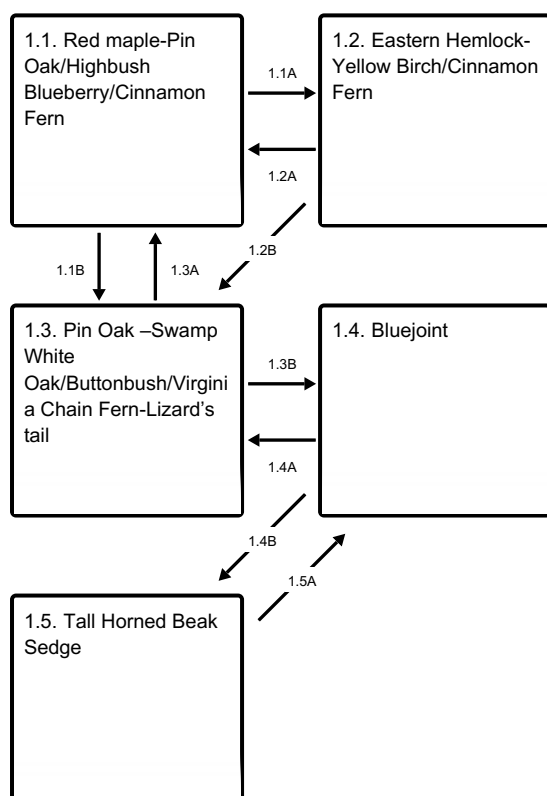 1.1. Red maple-Pin
Oak/Highbush
Blueberry/Cinnamon
Fern
1.1A
1.2. Eastern Hemlock-
Yellow Birch/Cinnamon
Fern
1.2A
1.1B
1.3A
1.2B
1.3. Pin Oak –Swamp
White
Oak/Buttonbush/Virgini
a Chain Fern-Lizard’s
tail
1.3B
1.4. Bluejoint
1.4A
1.4B
1.5A
1.5. Tall Horned Beak
Sedge